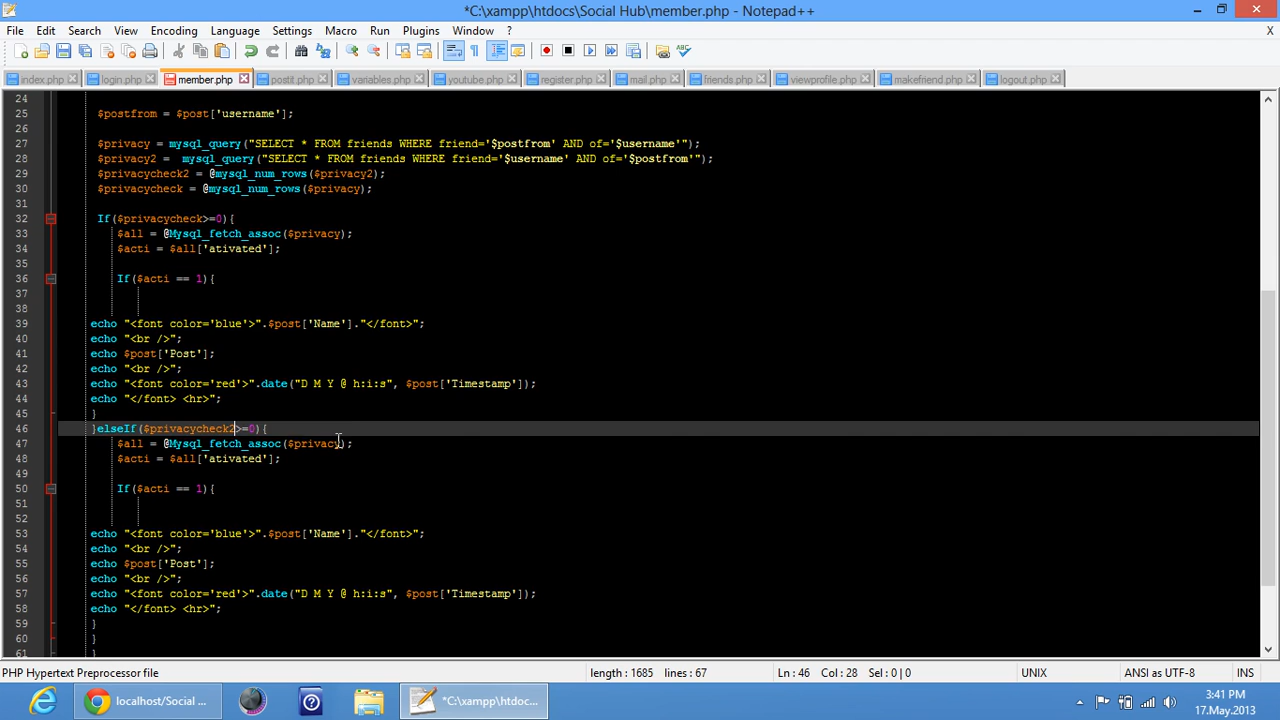 *C:\xampp\htdocs\Social Hub\member.php - Notepad++
File Edit Search View Encoding Language Settings Macro Run Plugins Window ? X
index.php login.php member.php postit.php variables.php youtube.php register.php mail.php friends.php viewprofile.php makefriend.php logout.php
24
25 $postfrom = $post['username'];
26
27 $privacy = mysql_query("SELECT * FROM friends WHERE friend='$postfrom' AND of='$username'");
28 $privacy2 =  mysql_query("SELECT * FROM friends WHERE friend='$username' AND of='$postfrom'");
29 $privacycheck2 = @mysql_num_rows($privacy2);
30 $privacycheck = @mysql_num_rows($privacy);
31
32 If($privacycheck>=0){
33 $all = @Mysql_fetch_assoc($privacy);
34 $acti = $all['ativated'];
35
36 If($acti == 1){
37
38
39 echo "<font color='blue'>".$post['Name']."</font>";
40 echo "<br />";
41 echo $post['Post'];
42 echo "<br />";
43 echo "<font color='red'>".date("D M Y @ h:i:s", $post['Timestamp']);
44 echo "</font> <hr>";
45 }
46 }elseIf($privacycheck2>=0){
47 $all = @Mysql_fetch_assoc($privacy);
48 $acti = $all['ativated'];
49
50 If($acti == 1){
51
52
53 echo "<font color='blue'>".$post['Name']."</font>";
54 echo "<br />";
55 echo $post['Post'];
56 echo "<br />";
57 echo "<font color='red'>".date("D M Y @ h:i:s", $post['Timestamp']);
58 echo "</font> <hr>";
59 }
60 }
61
PHP Hypertext Preprocessor file length : 1685 lines : 67 Ln : 46 Col : 28 Sel : 0 | 0 UNIX ANSI as UTF-8 INS
localhost/Social ... *C:\xampp\htdoc... 3:41 PM
17.May.2013